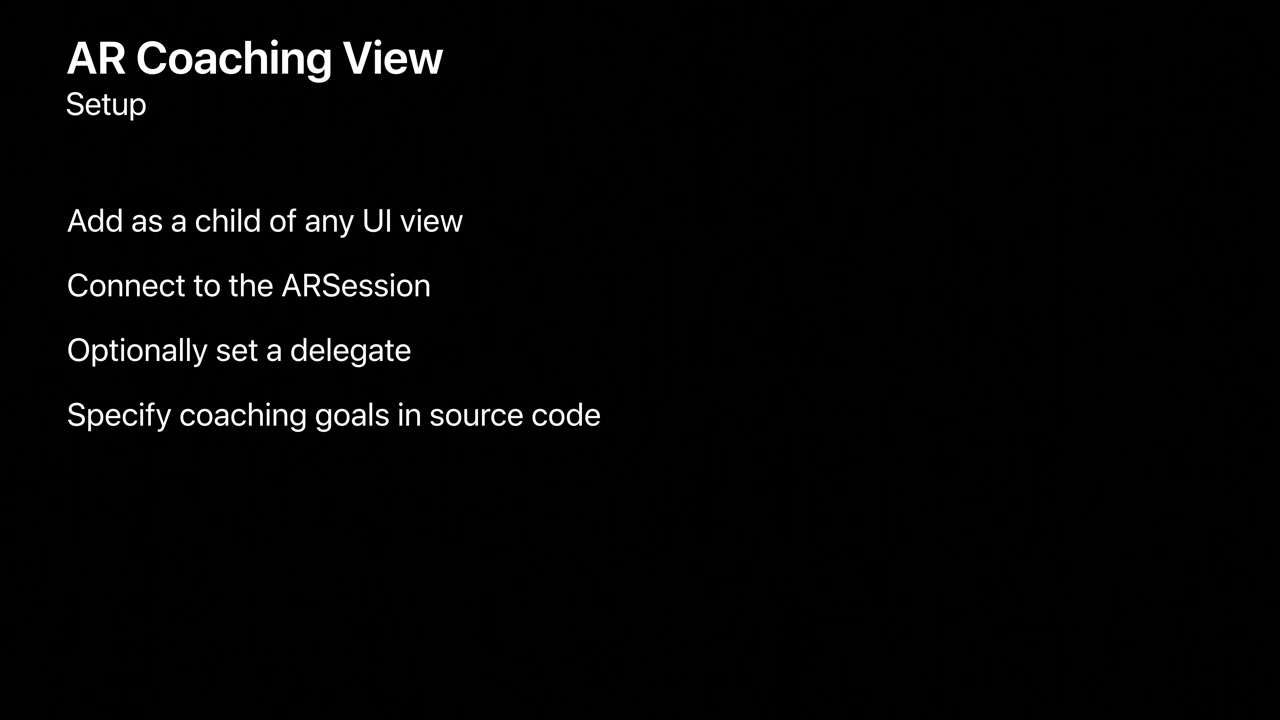 AR Coaching View
Setup
Add as a child of any UI view
Connect to the ARSession
Optionally set a delegate
Specify coaching goals in source code